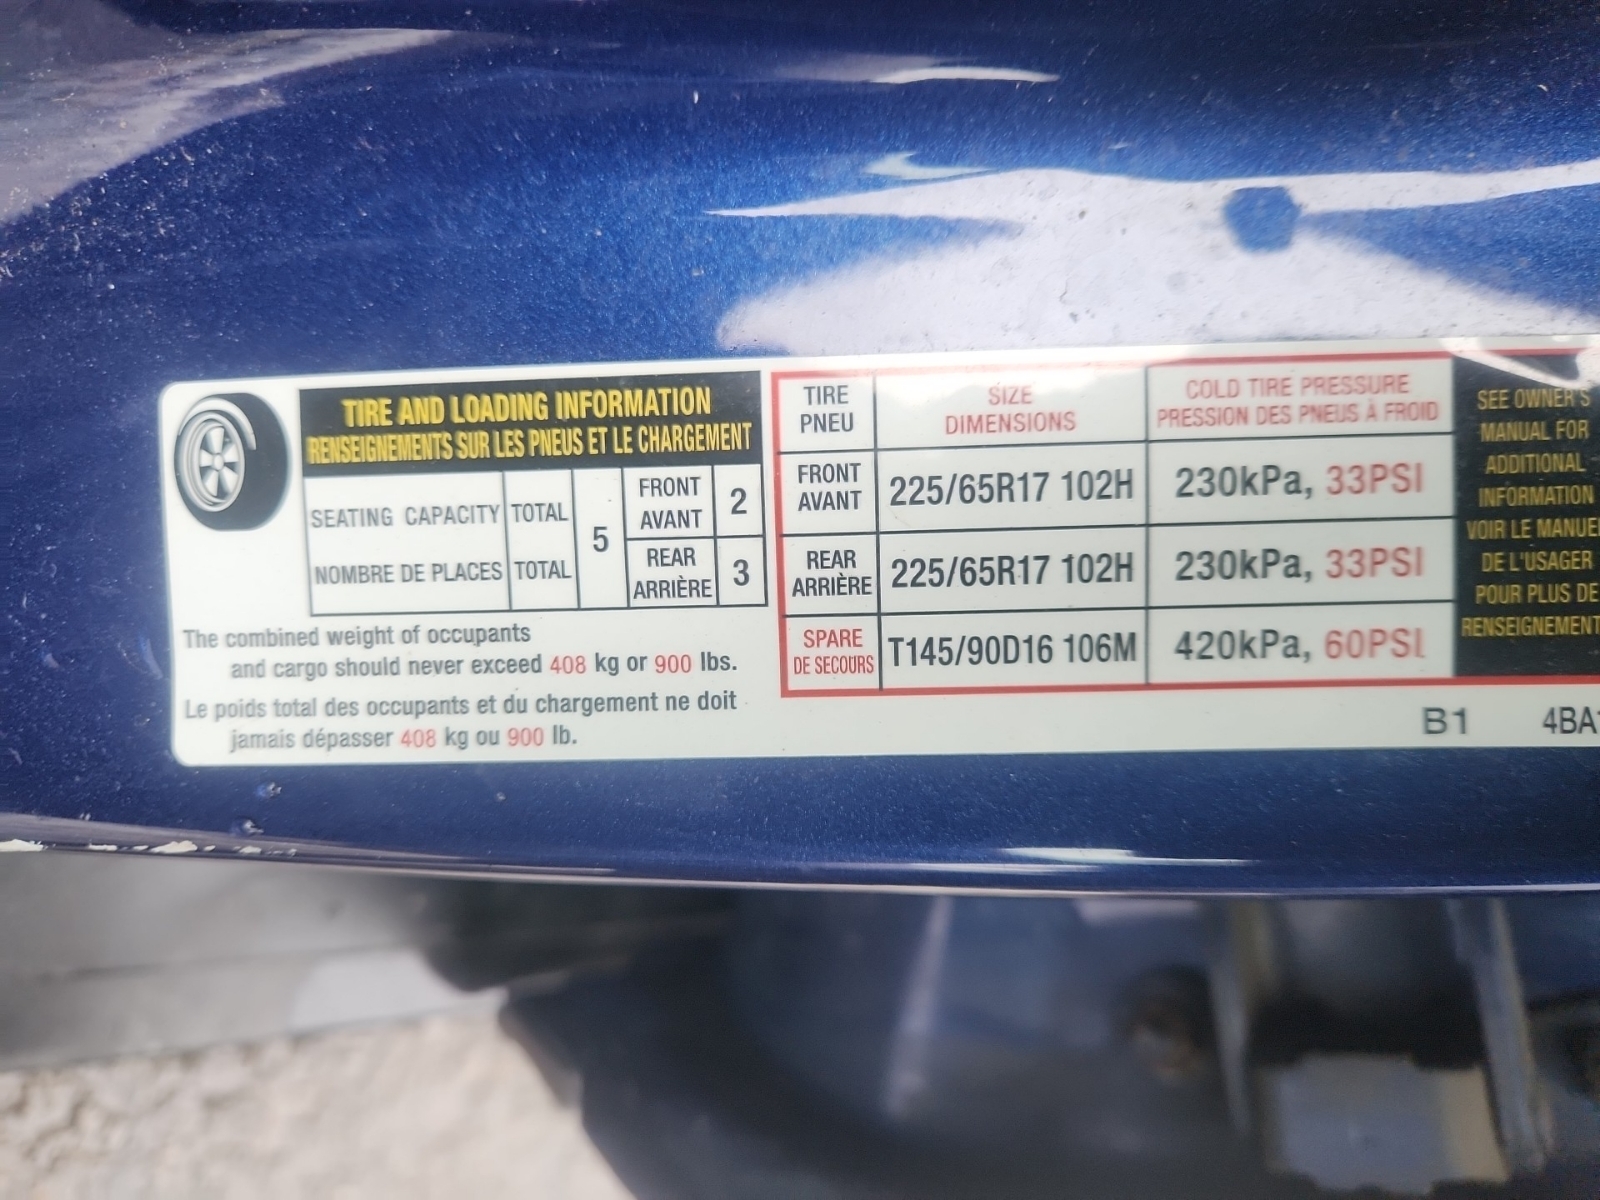 TIRE AND LOADING INFORMATION
RENSEIGNEMENTS SUR LES PNEUS ET LE CHARGEMENT
SEATING CAPACITY TOTAL
NOMBRE DE PLACES TOTAL
5
FRONT
AVANT
2
REAR
ARRIÈRE
3
The combined weight of occupants
and cargo should never exceed 408 kg or 900 lbs.
Le poids total des occupants et du chargement ne doit
jamais dépasser 408 kg ou 900 lb.
TIRE
PNEU
SIZE
DIMENSIONS
COLD TIRE PRESSURE
PRESSION DES PNEUS À FROID
FRONT
AVANT
225/65R17 102H
230kPa, 33PSI
REAR
ARRIÈRE
225/65R17 102H
230kPa, 33PSI
SPARE
DE SECOURS
T145/90D16 106M
420kPa, 60PSI
SEE OWNER'S
MANUAL FOR
ADDITIONAL
INFORMATION
VOIR LE MANUEL
DE L'USAGER
POUR PLUS DE
RENSEIGNEMENT
B1
4BA